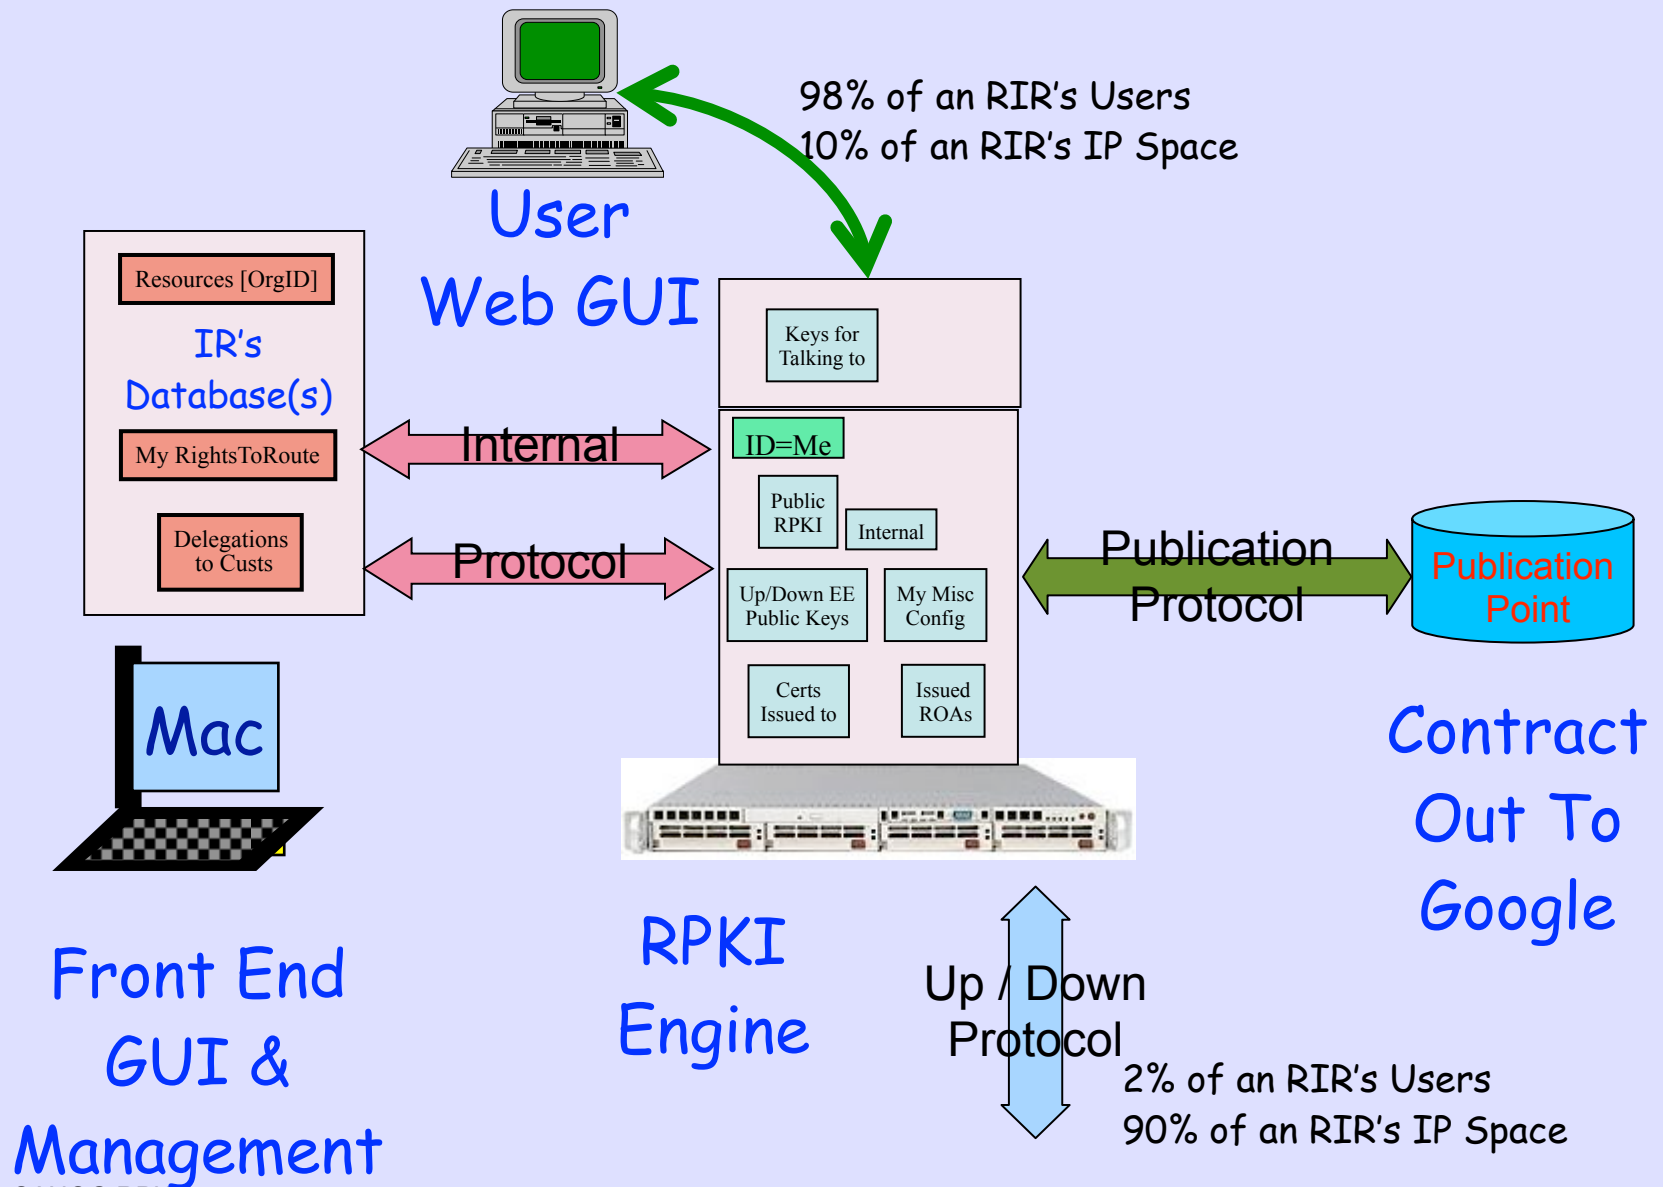 98% of an RIR's Users
10% of an RIR's IP Space
User
Web GUI
Resources [OrgID]
IR's
Database(s)
My RightsToRoute
Delegations
to Custs
Internal
Protocol
Keys for
Talking to
ID=Me
Public
RPKI
Internal
Up/Down EE
Public Keys
My Misc
Config
Certs
Issued to
Issued
ROAs
Publication
Protocol
Publication
Point
Mac
Contract
Out To
Google
Front End
GUI &
Management
RPKI
Engine
Up / Down
Protocol
2% of an RIR's Users
90% of an RIR's IP Space